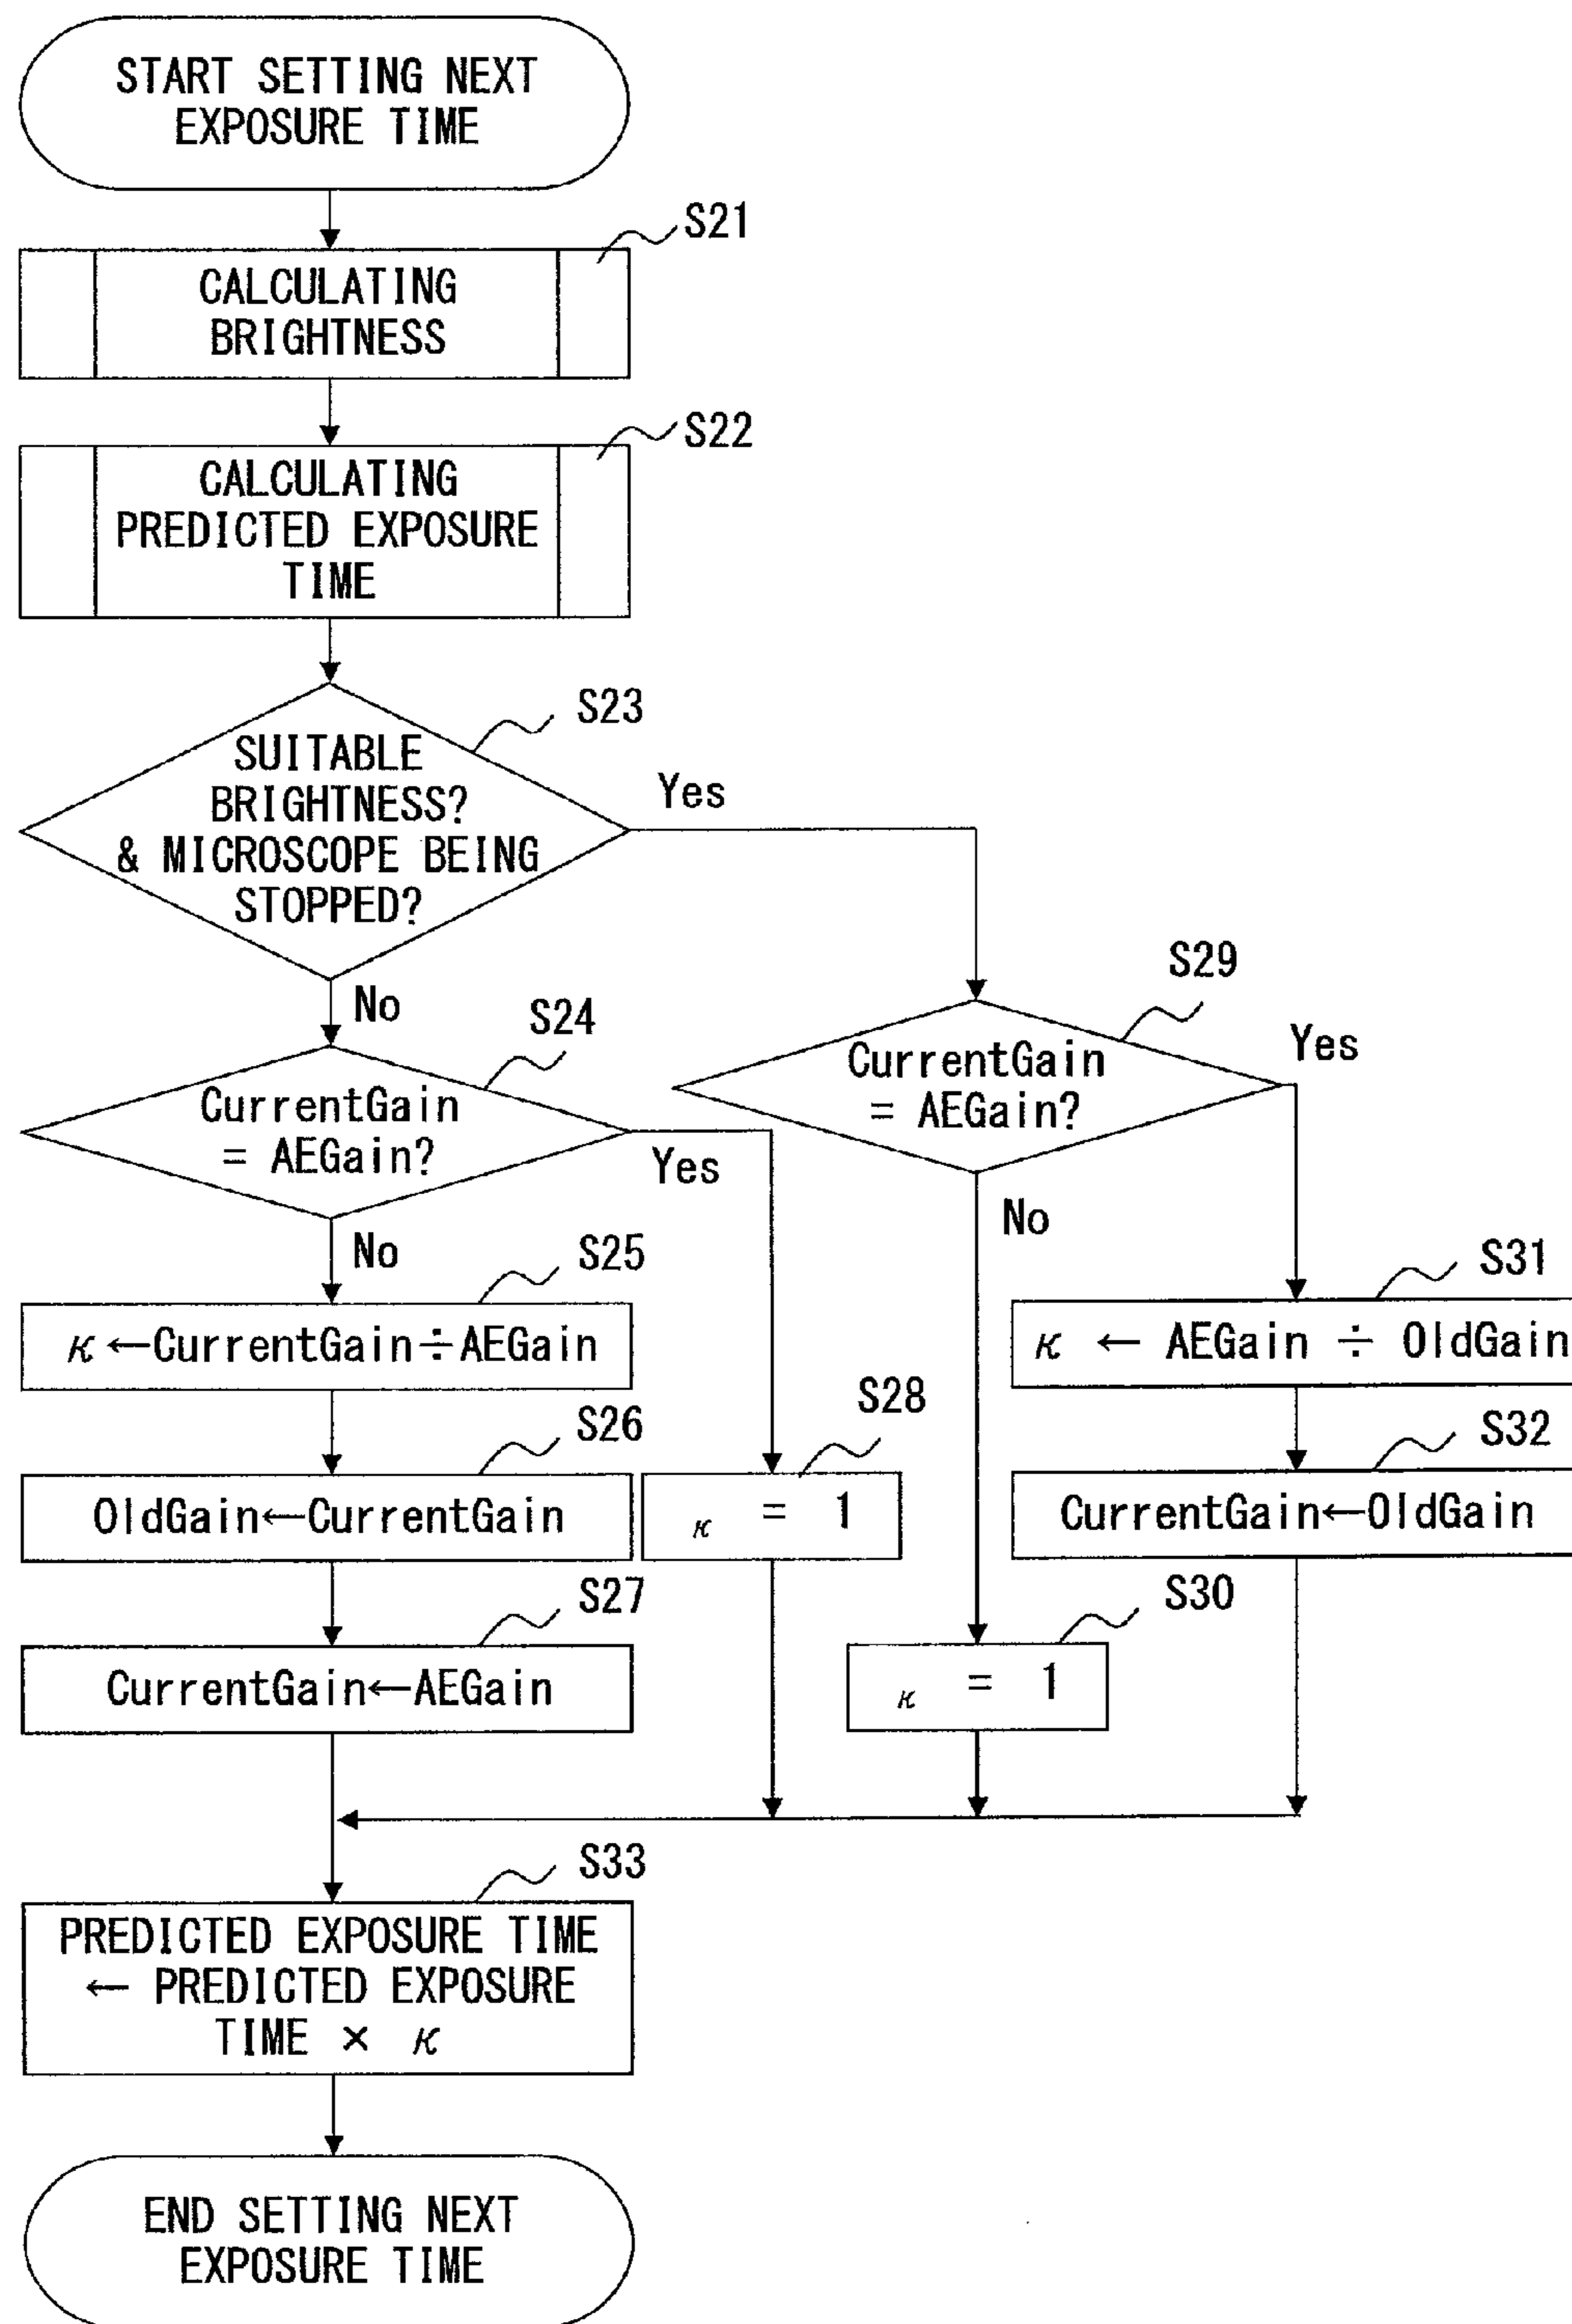 START SETTING NEXT
EXPOSURE TIME
S21
CALCULATING
BRIGHTNESS
S22
CALCULATING
PREDICTED EXPOSURE
TIME
S23
SUITABLE
BRIGHTNESS?
& MICROSCOPE BEING
STOPPED?
Yes
No
S24
CurrentGain
= AEGain?
Yes
No
S29
CurrentGain
= AEGain?
Yes
No
S25
κ←CurrentGain÷AEGain
S26
OldGain←CurrentGain
S27
CurrentGain←AEGain
S28
κ = 1
S30
κ = 1
S31
κ ← AEGain ÷ OldGain
S32
CurrentGain←OldGain
S33
PREDICTED EXPOSURE TIME
← PREDICTED EXPOSURE
TIME × κ
END SETTING NEXT
EXPOSURE TIME